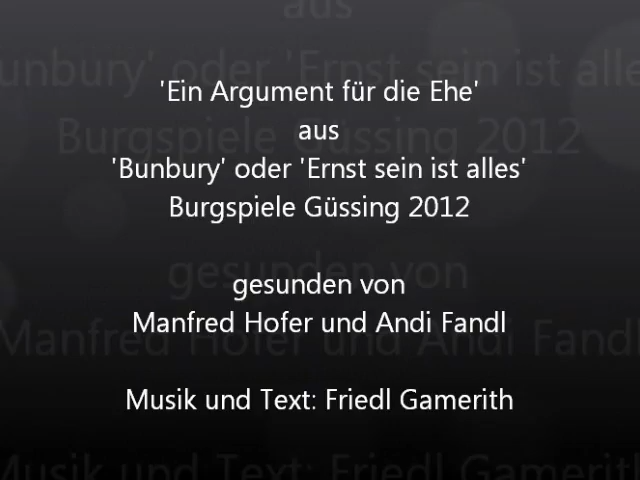 'Ein Argument für die Ehe'
aus
'Bunbury' oder 'Ernst sein ist alles'
Burgspiele Güssing 2012
gesunden von
Manfred Hofer und Andi Fandl
Musik und Text: Friedl Gamerith